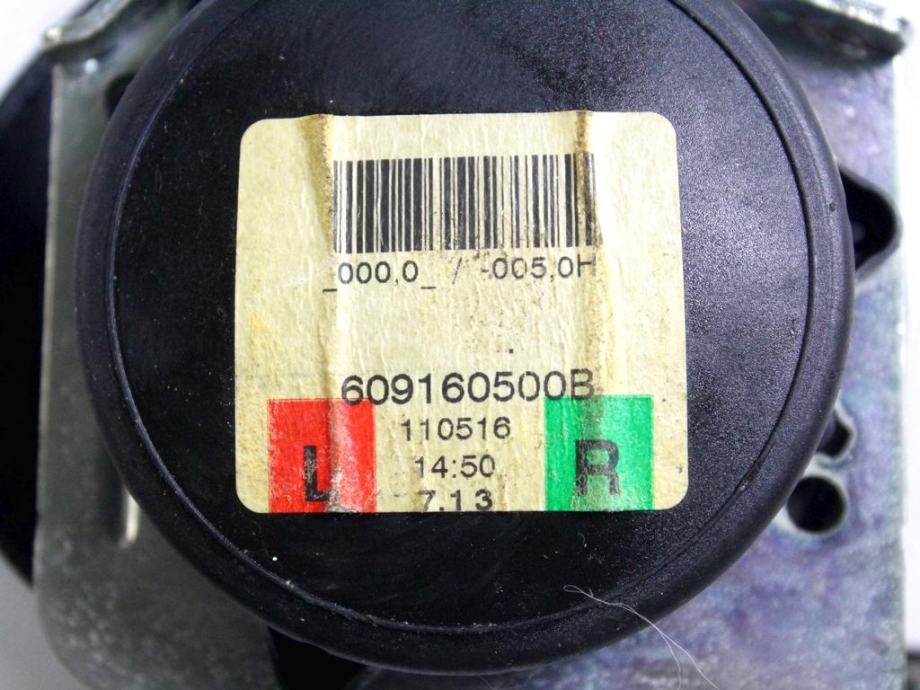 _000,0_ / -005,0H
609160500B
110516
L R
14:50
7.13